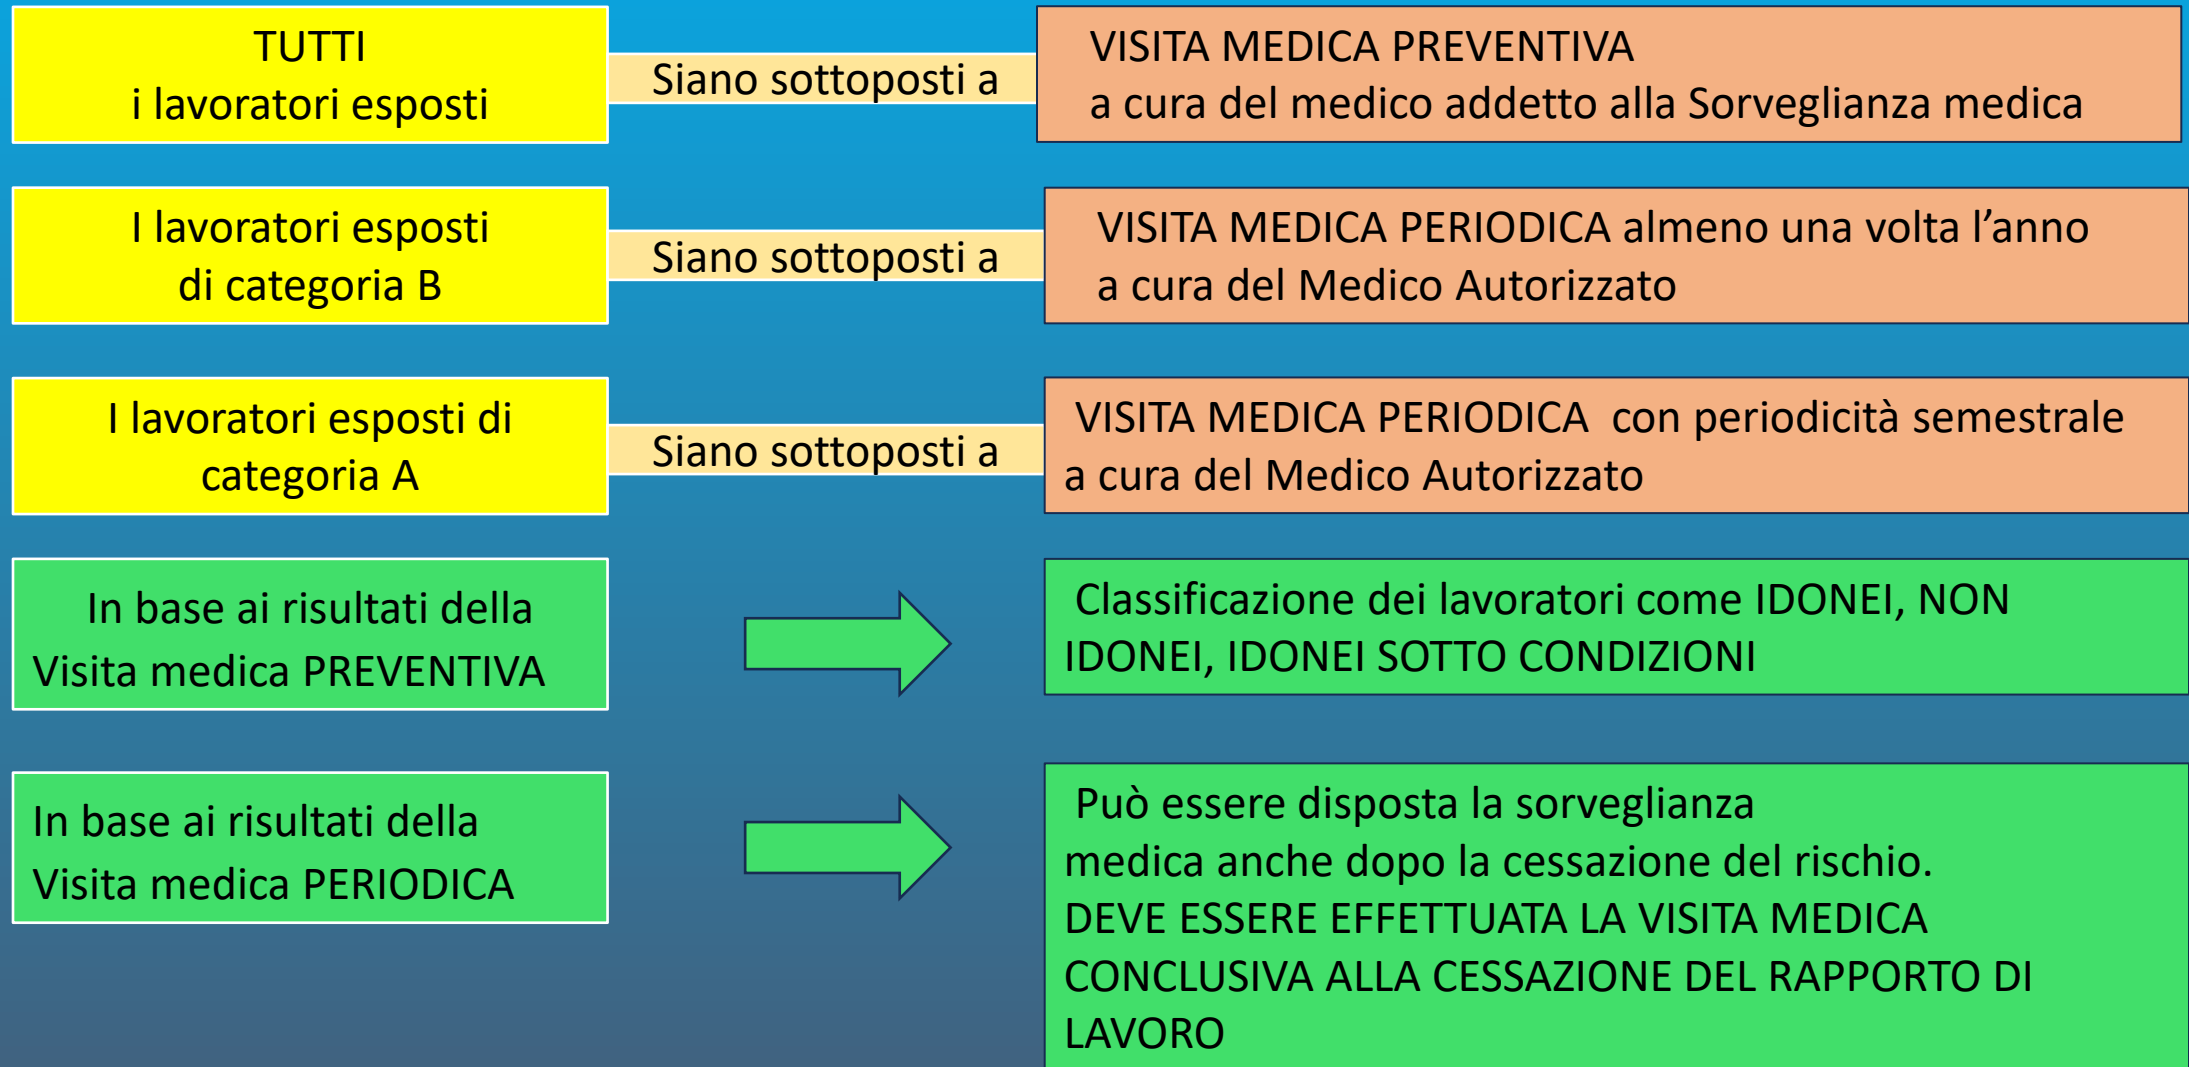 TUTTI
i lavoratori esposti
Siano sottoposti a
VISITA MEDICA PREVENTIVA
a cura del medico addetto alla Sorveglianza medica
I lavoratori esposti
di categoria B
Siano sottoposti a
VISITA MEDICA PERIODICA almeno una volta l’anno
a cura del Medico Autorizzato
I lavoratori esposti di
categoria A
Siano sottoposti a
VISITA MEDICA PERIODICA con periodicità semestrale
a cura del Medico Autorizzato
In base ai risultati della
Visita medica PREVENTIVA
Classificazione dei lavoratori come IDONEI, NON
IDONEI, IDONEI SOTTO CONDIZIONI
In base ai risultati della
Visita medica PERIODICA
Può essere disposta la sorveglianza
medica anche dopo la cessazione del rischio.
DEVE ESSERE EFFETTUATA LA VISITA MEDICA
CONCLUSIVA ALLA CESSAZIONE DEL RAPPORTO DI
LAVORO